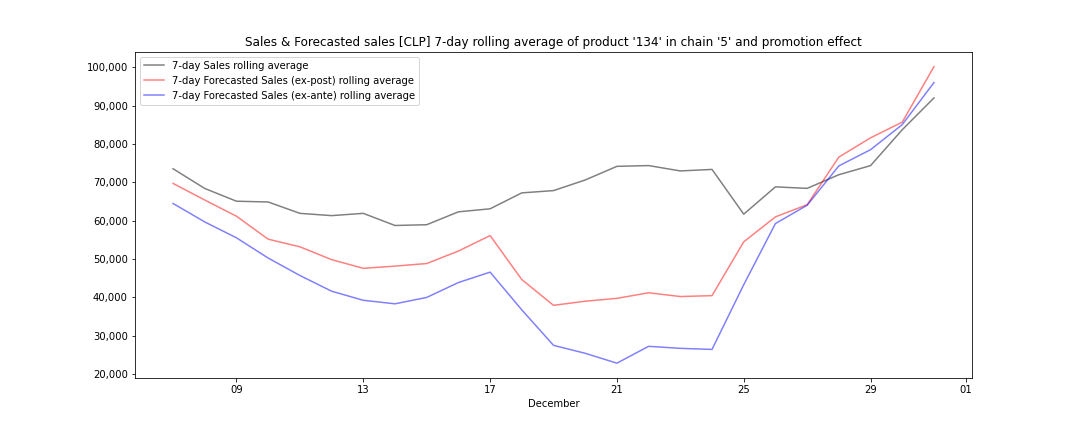 Sales & Forecasted sales [CLP] 7-day rolling average of product '134' in chain '5' and promotion effect
7-day Sales rolling average
7-day Forecasted Sales (ex-post) rolling average
7-day Forecasted Sales (ex-ante) rolling average
100,000
90,000
80,000
70,000
60,000
50,000
40,000
30,000
20,000
09 13 17 21 25 29 01
December